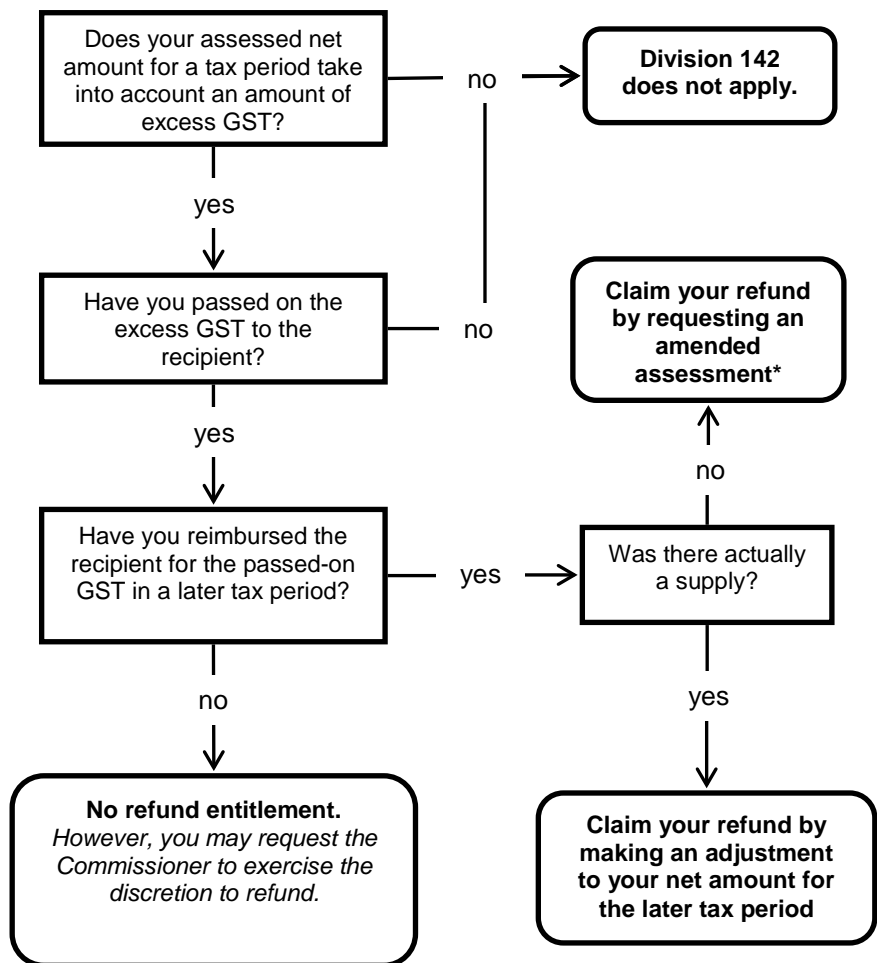 Does your assessed net
amount for a tax period take
into account an amount of
excess GST?
no
Division 142
does not apply.
yes
Have you passed on the
excess GST to the
recipient?
no
Claim your refund
by requesting an
amended
assessment*
yes
no
Have you reimbursed the
recipient for the passed-on
GST in a later tax period?
yes
Was there actually
a supply?
no
yes
No refund entitlement.
However, you may request the
Commissioner to exercise the
discretion to refund.
Claim your refund by
making an adjustment
to your net amount for
the later tax period